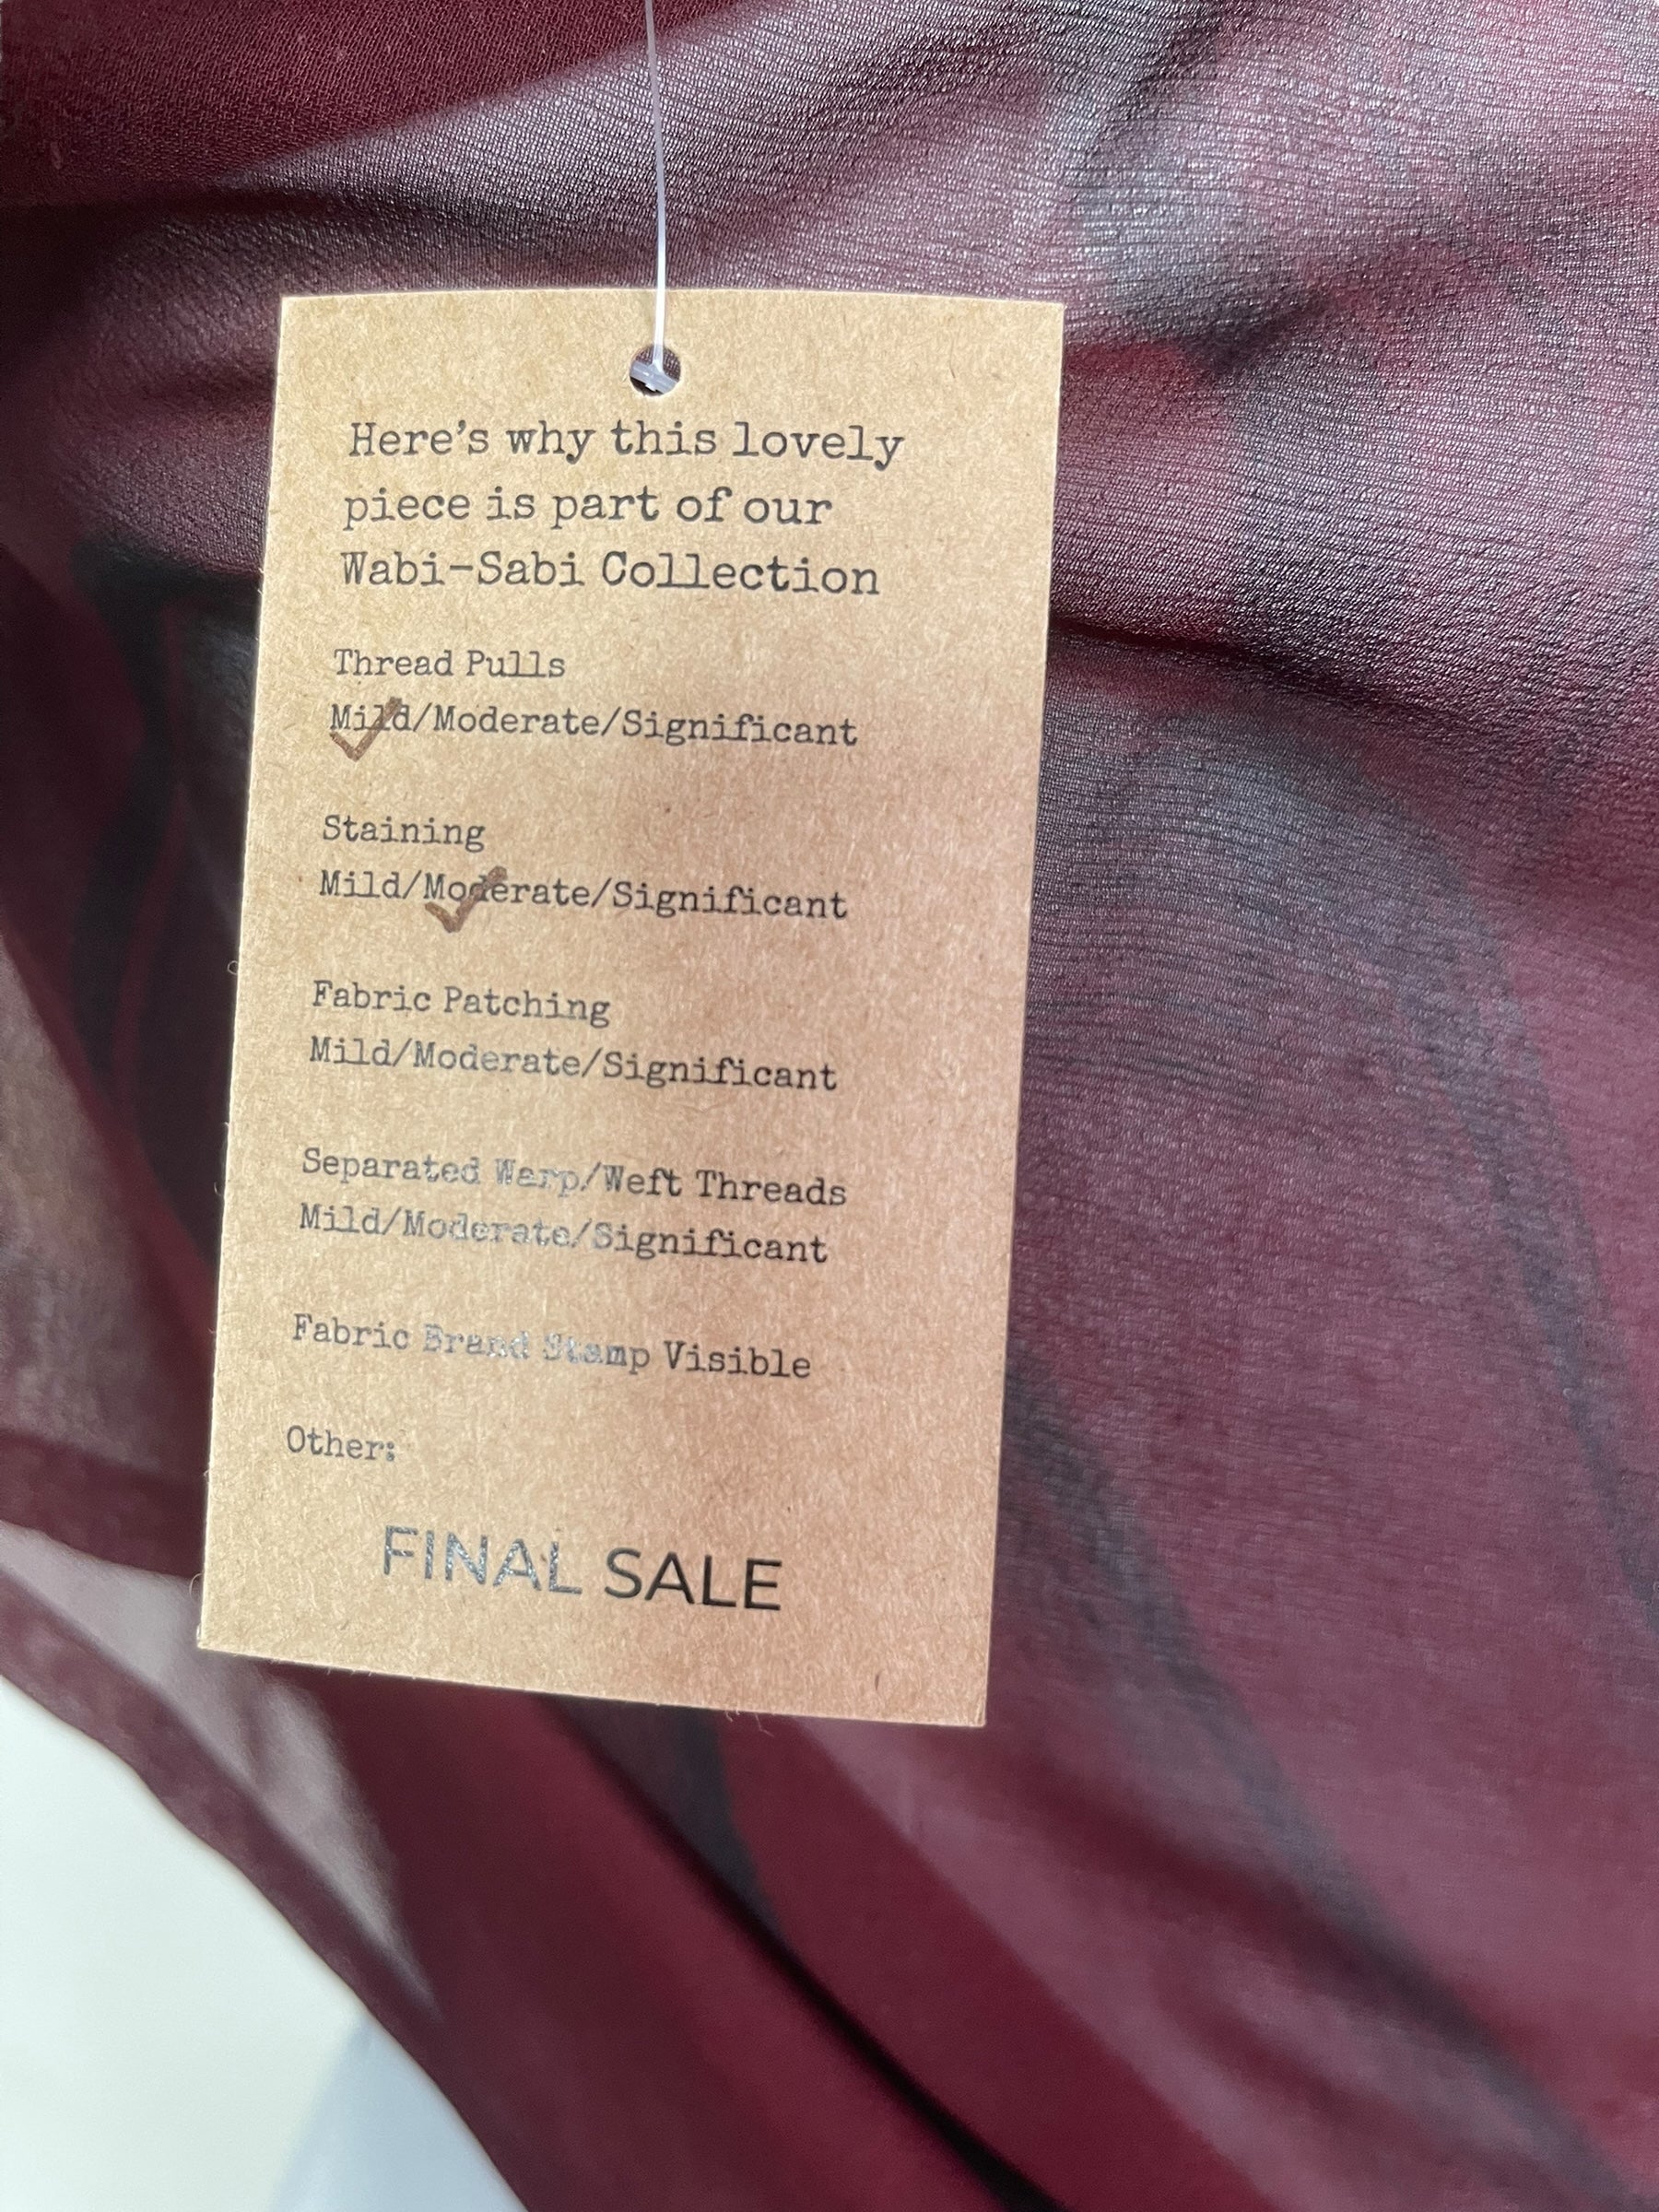 Here's why this lovely
piece is part of our
Wabi-Sabi Collection
Thread Pulls
Mild/Moderate/Significant
Staining
Mild/Moderate/Significant
Fabric Patching
Mild/Moderate/Significant
Separated Warp/Weft Threads
Mild/Moderate/Significant
Fabric Brand Stamp Visible
Other:
FINAL SALE